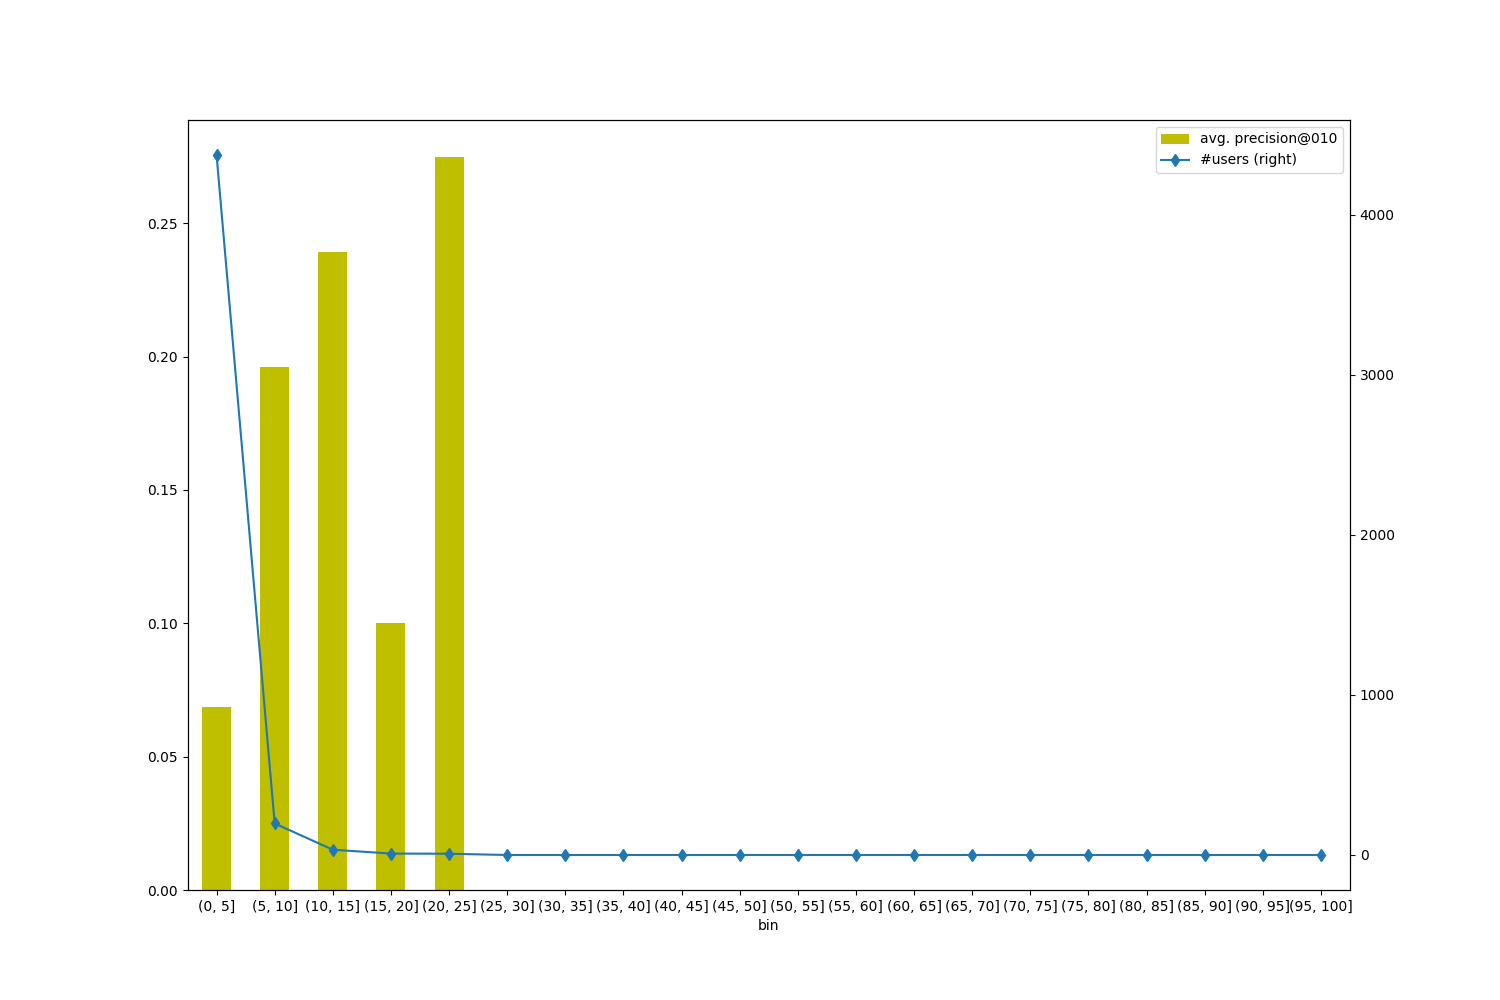 avg. precision@010
#users (right)
0.25
0.20
0.15
0.10
0.05
0.00
4000
3000
2000
1000
0
(0, 5] (5, 10] (10, 15] (15, 20] (20, 25] (25, 30] (30, 35] (35, 40] (40, 45] (45, 50] (50, 55] (55, 60] (60, 65] (65, 70] (70, 75] (75, 80] (80, 85] (85, 90] (90, 95] (95, 100]
bin